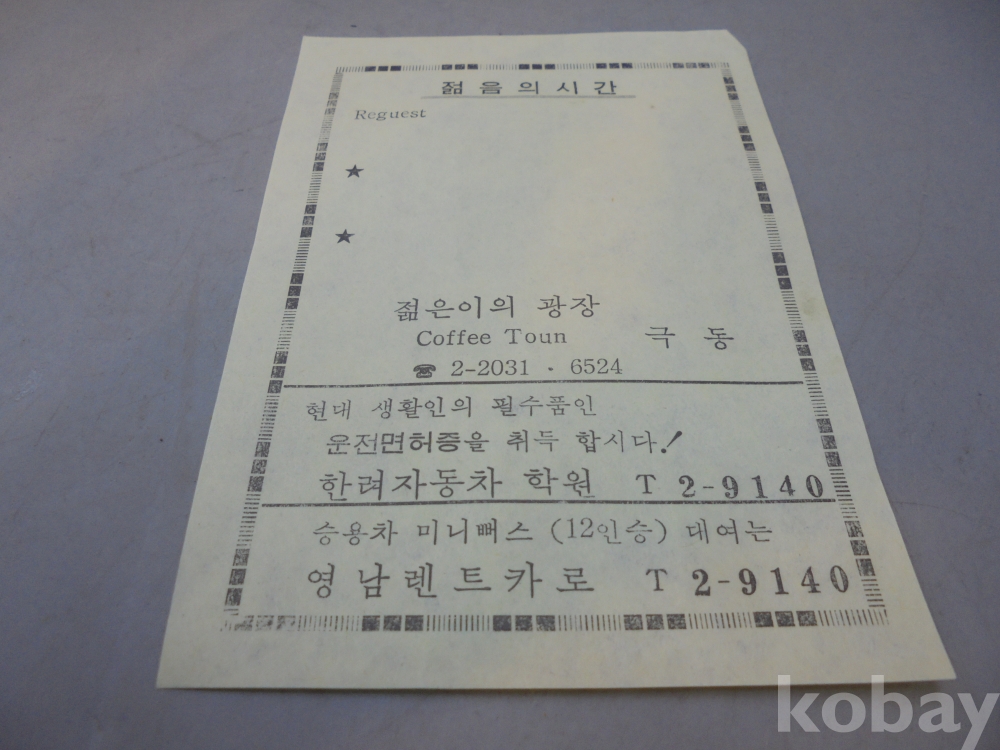 젊음의시간
Reguest
★
★
젊은이의 광장
Coffee Toun 극동
☎ 2-2031 · 6524
현대 생활인의 필수품인
운전면허증을 취득 합시다!
한려자동차 학원 T 2-9140
승용차 미니뻐스 (12인승) 대여는
영남렌트카로 T 2-9140
kobay